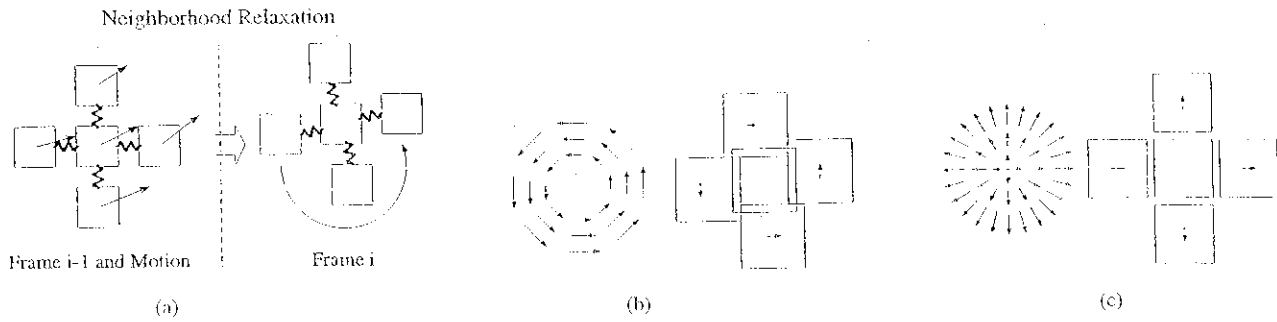 Neighborhood Relaxation
Frame i-1 and Motion
Frame i
(a)
(b)
(c)